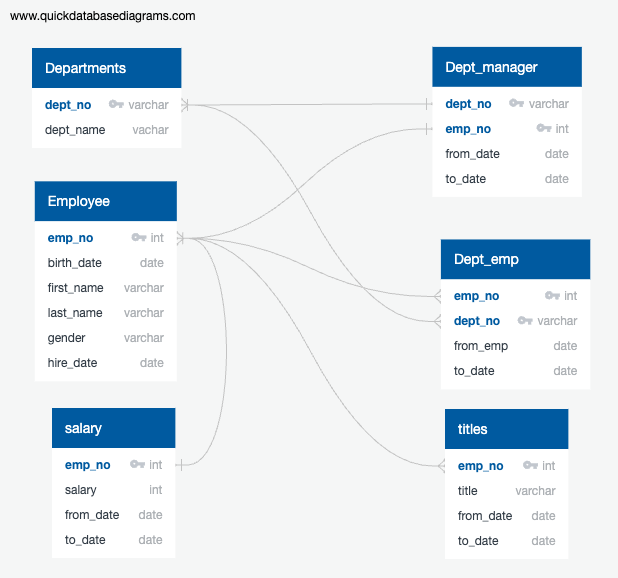 www.quickdatabasediagrams.com
Departments
dept_no varchar
dept_name vachar
Dept_manager
dept_no varchar
emp_no int
from_date date
to_date date
Employee
emp_no int
birth_date date
first_name varchar
last_name varchar
gender varchar
hire_date date
Dept_emp
emp_no int
dept_no varchar
from_emp date
to_date date
salary
emp_no int
salary int
from_date date
to_date date
titles
emp_no int
title varchar
from_date date
to_date date